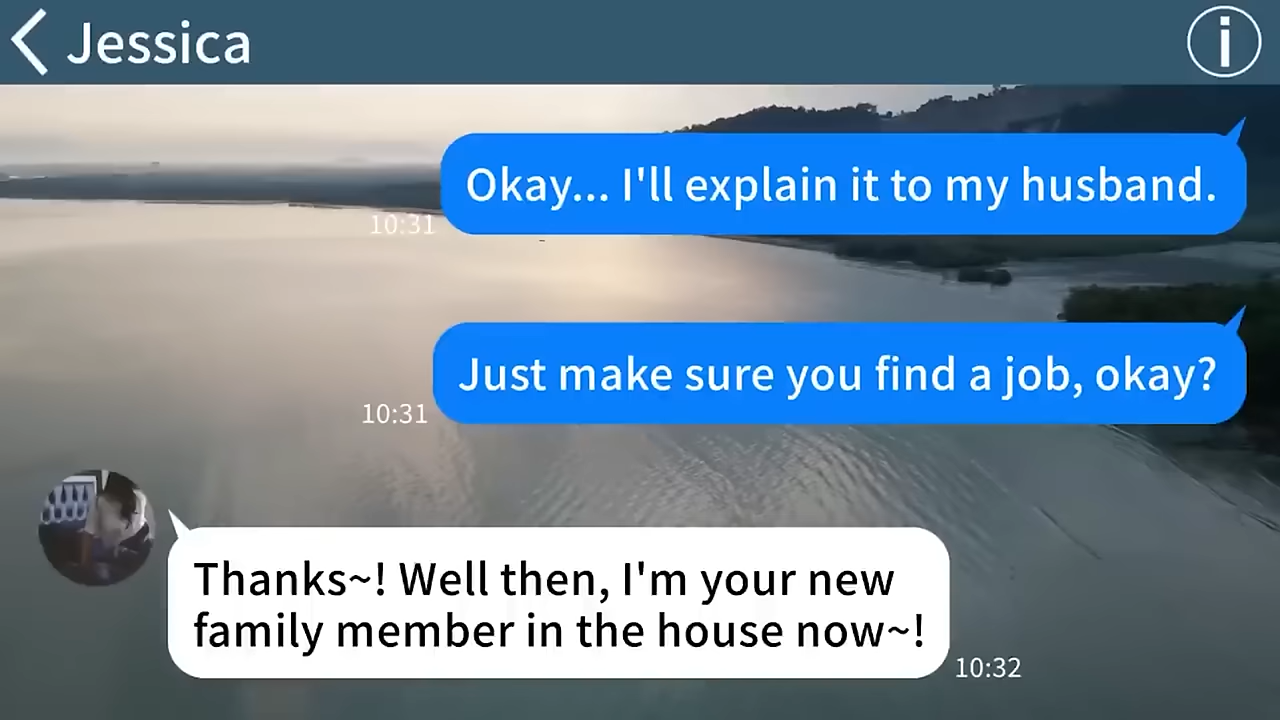 Jessica
Okay... I'll explain it to my husband.
10:31
Just make sure you find a job, okay?
10:31
Thanks~! Well then, I'm your new
family member in the house now~!
10:32